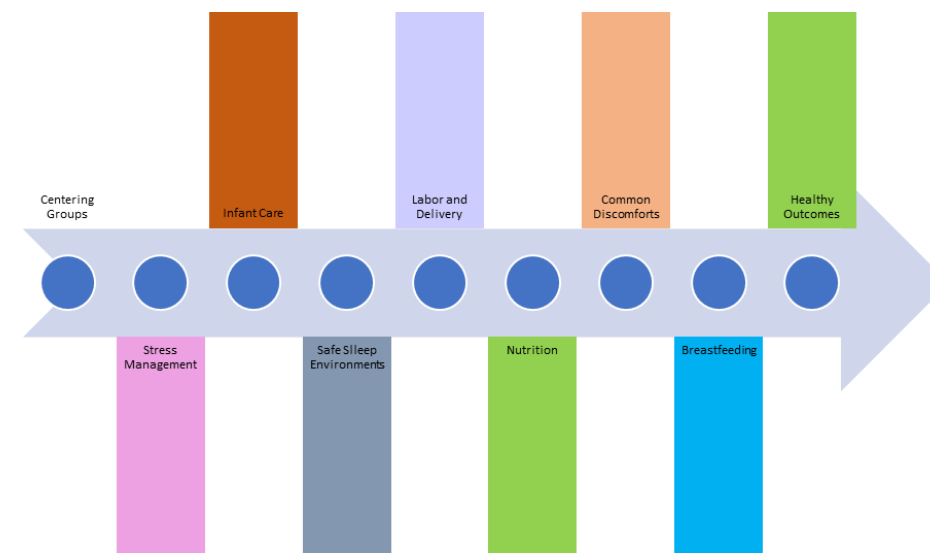 Centering
Groups
Infant Care
Labor and
Delivery
Common
Discomforts
Healthy
Outcomes
Stress
Management
Safe Slleep
Environments
Nutrition
Breastfeeding